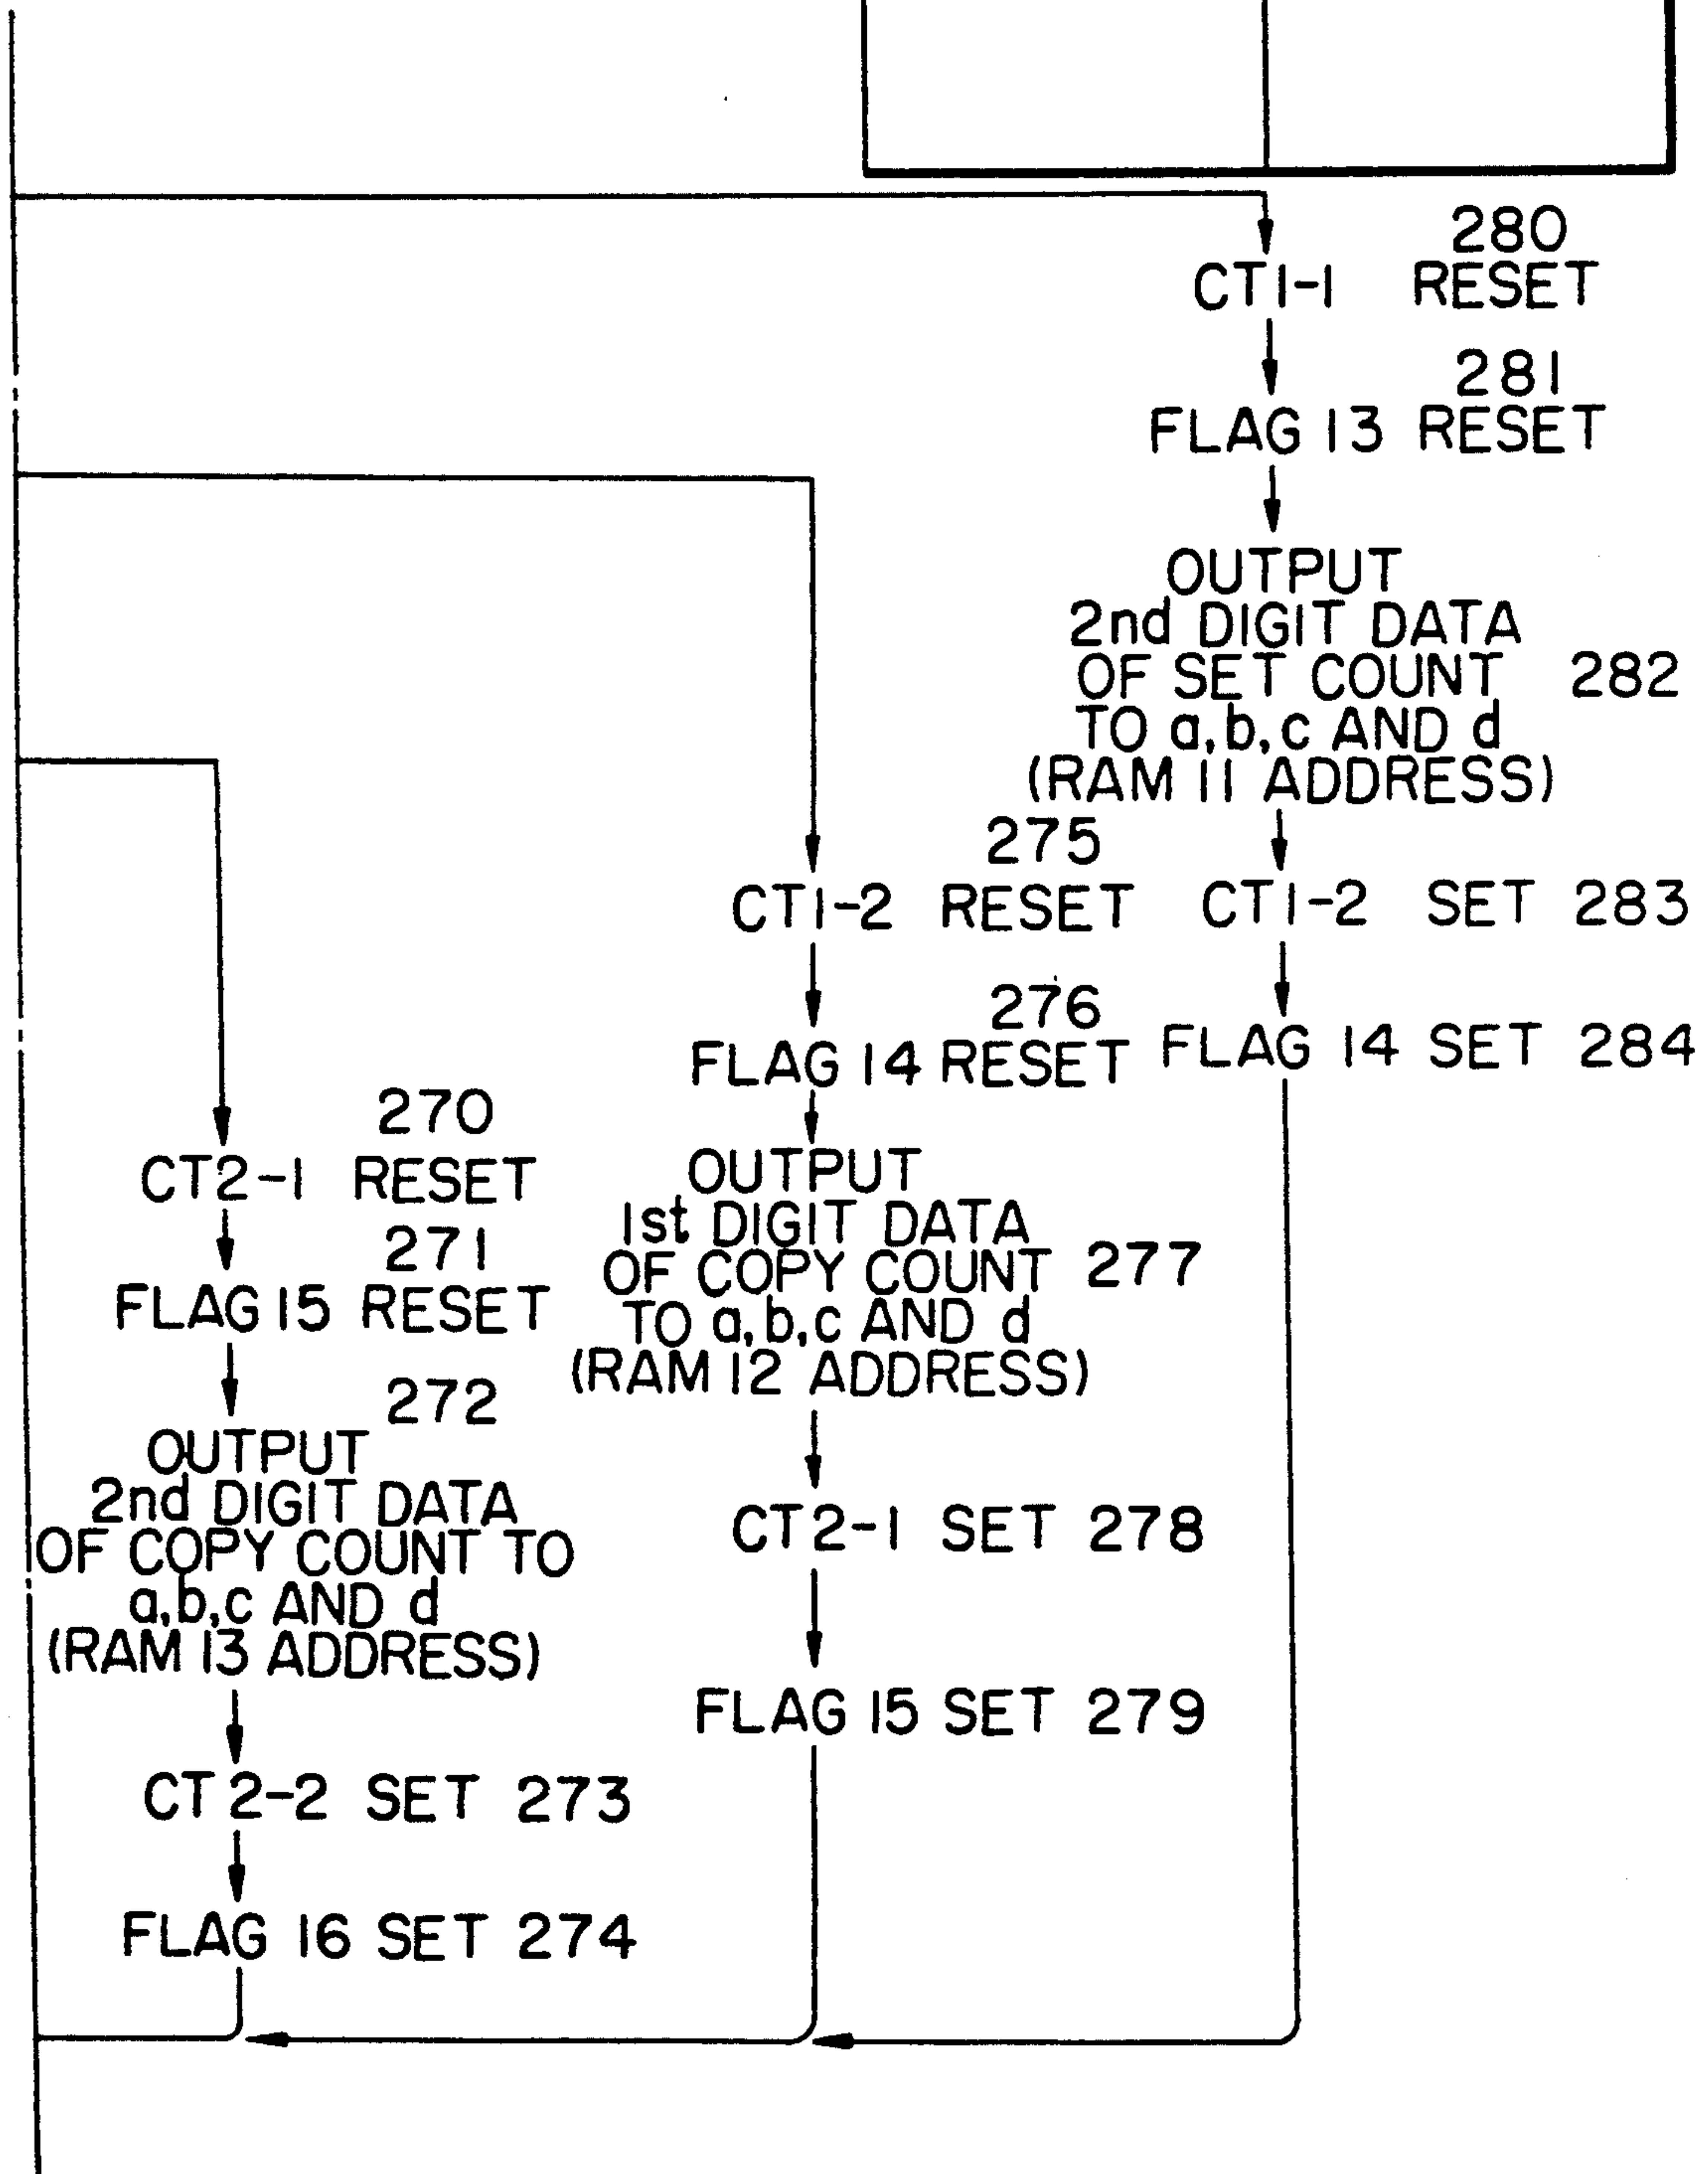 280
CT1-1 RESET
281
FLAG 13 RESET
OUTPUT
2nd DIGIT DATA
OF SET COUNT 282
TO a,b,c AND d
(RAM 11 ADDRESS)
CT1-2 SET 283
FLAG 14 SET 284
275
CT1-2 RESET
276
FLAG 14 RESET
OUTPUT
1st DIGIT DATA
OF COPY COUNT 277
TO a,b,c AND d
(RAM 12 ADDRESS)
CT2-1 SET 278
FLAG 15 SET 279
270
CT2-1 RESET
271
FLAG 15 RESET
272
OUTPUT
2nd DIGIT DATA
OF COPY COUNT TO
a,b,c AND d
(RAM 13 ADDRESS)
CT2-2 SET 273
FLAG 16 SET 274